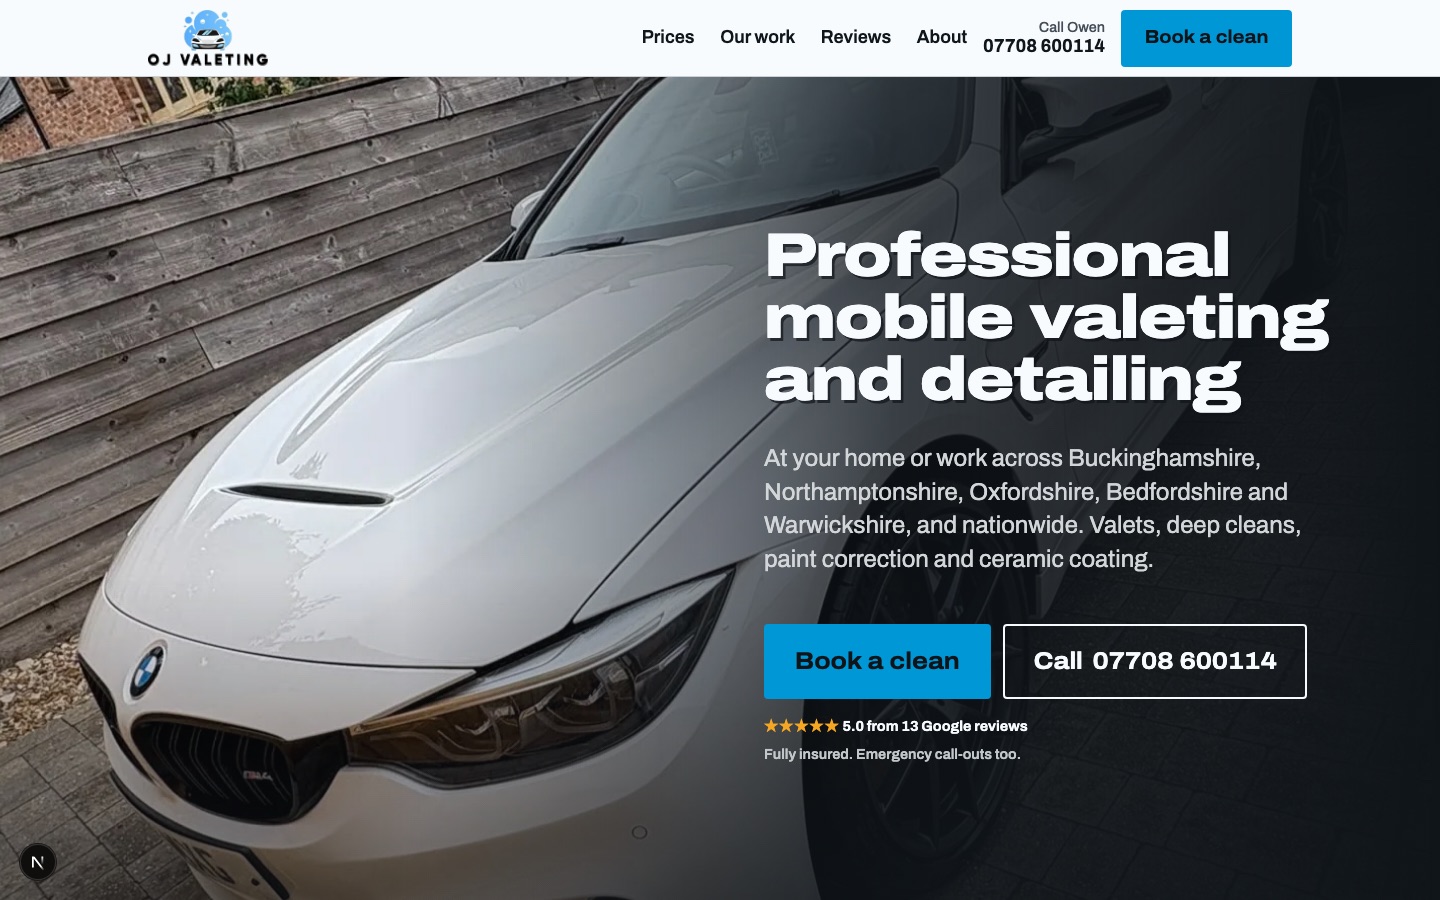 OJ VALETING
Prices
Our work
Reviews
About
Call Owen
07708 600114
Book a clean
Professional
mobile valeting
and detailing
At your home or work across Buckinghamshire,
Northamptonshire, Oxfordshire, Bedfordshire and
Warwickshire, and nationwide. Valets, deep cleans,
paint correction and ceramic coating.
Book a clean
Call 07708 600114
★★★★★ 5.0 from 13 Google reviews
Fully insured. Emergency call-outs too.
N